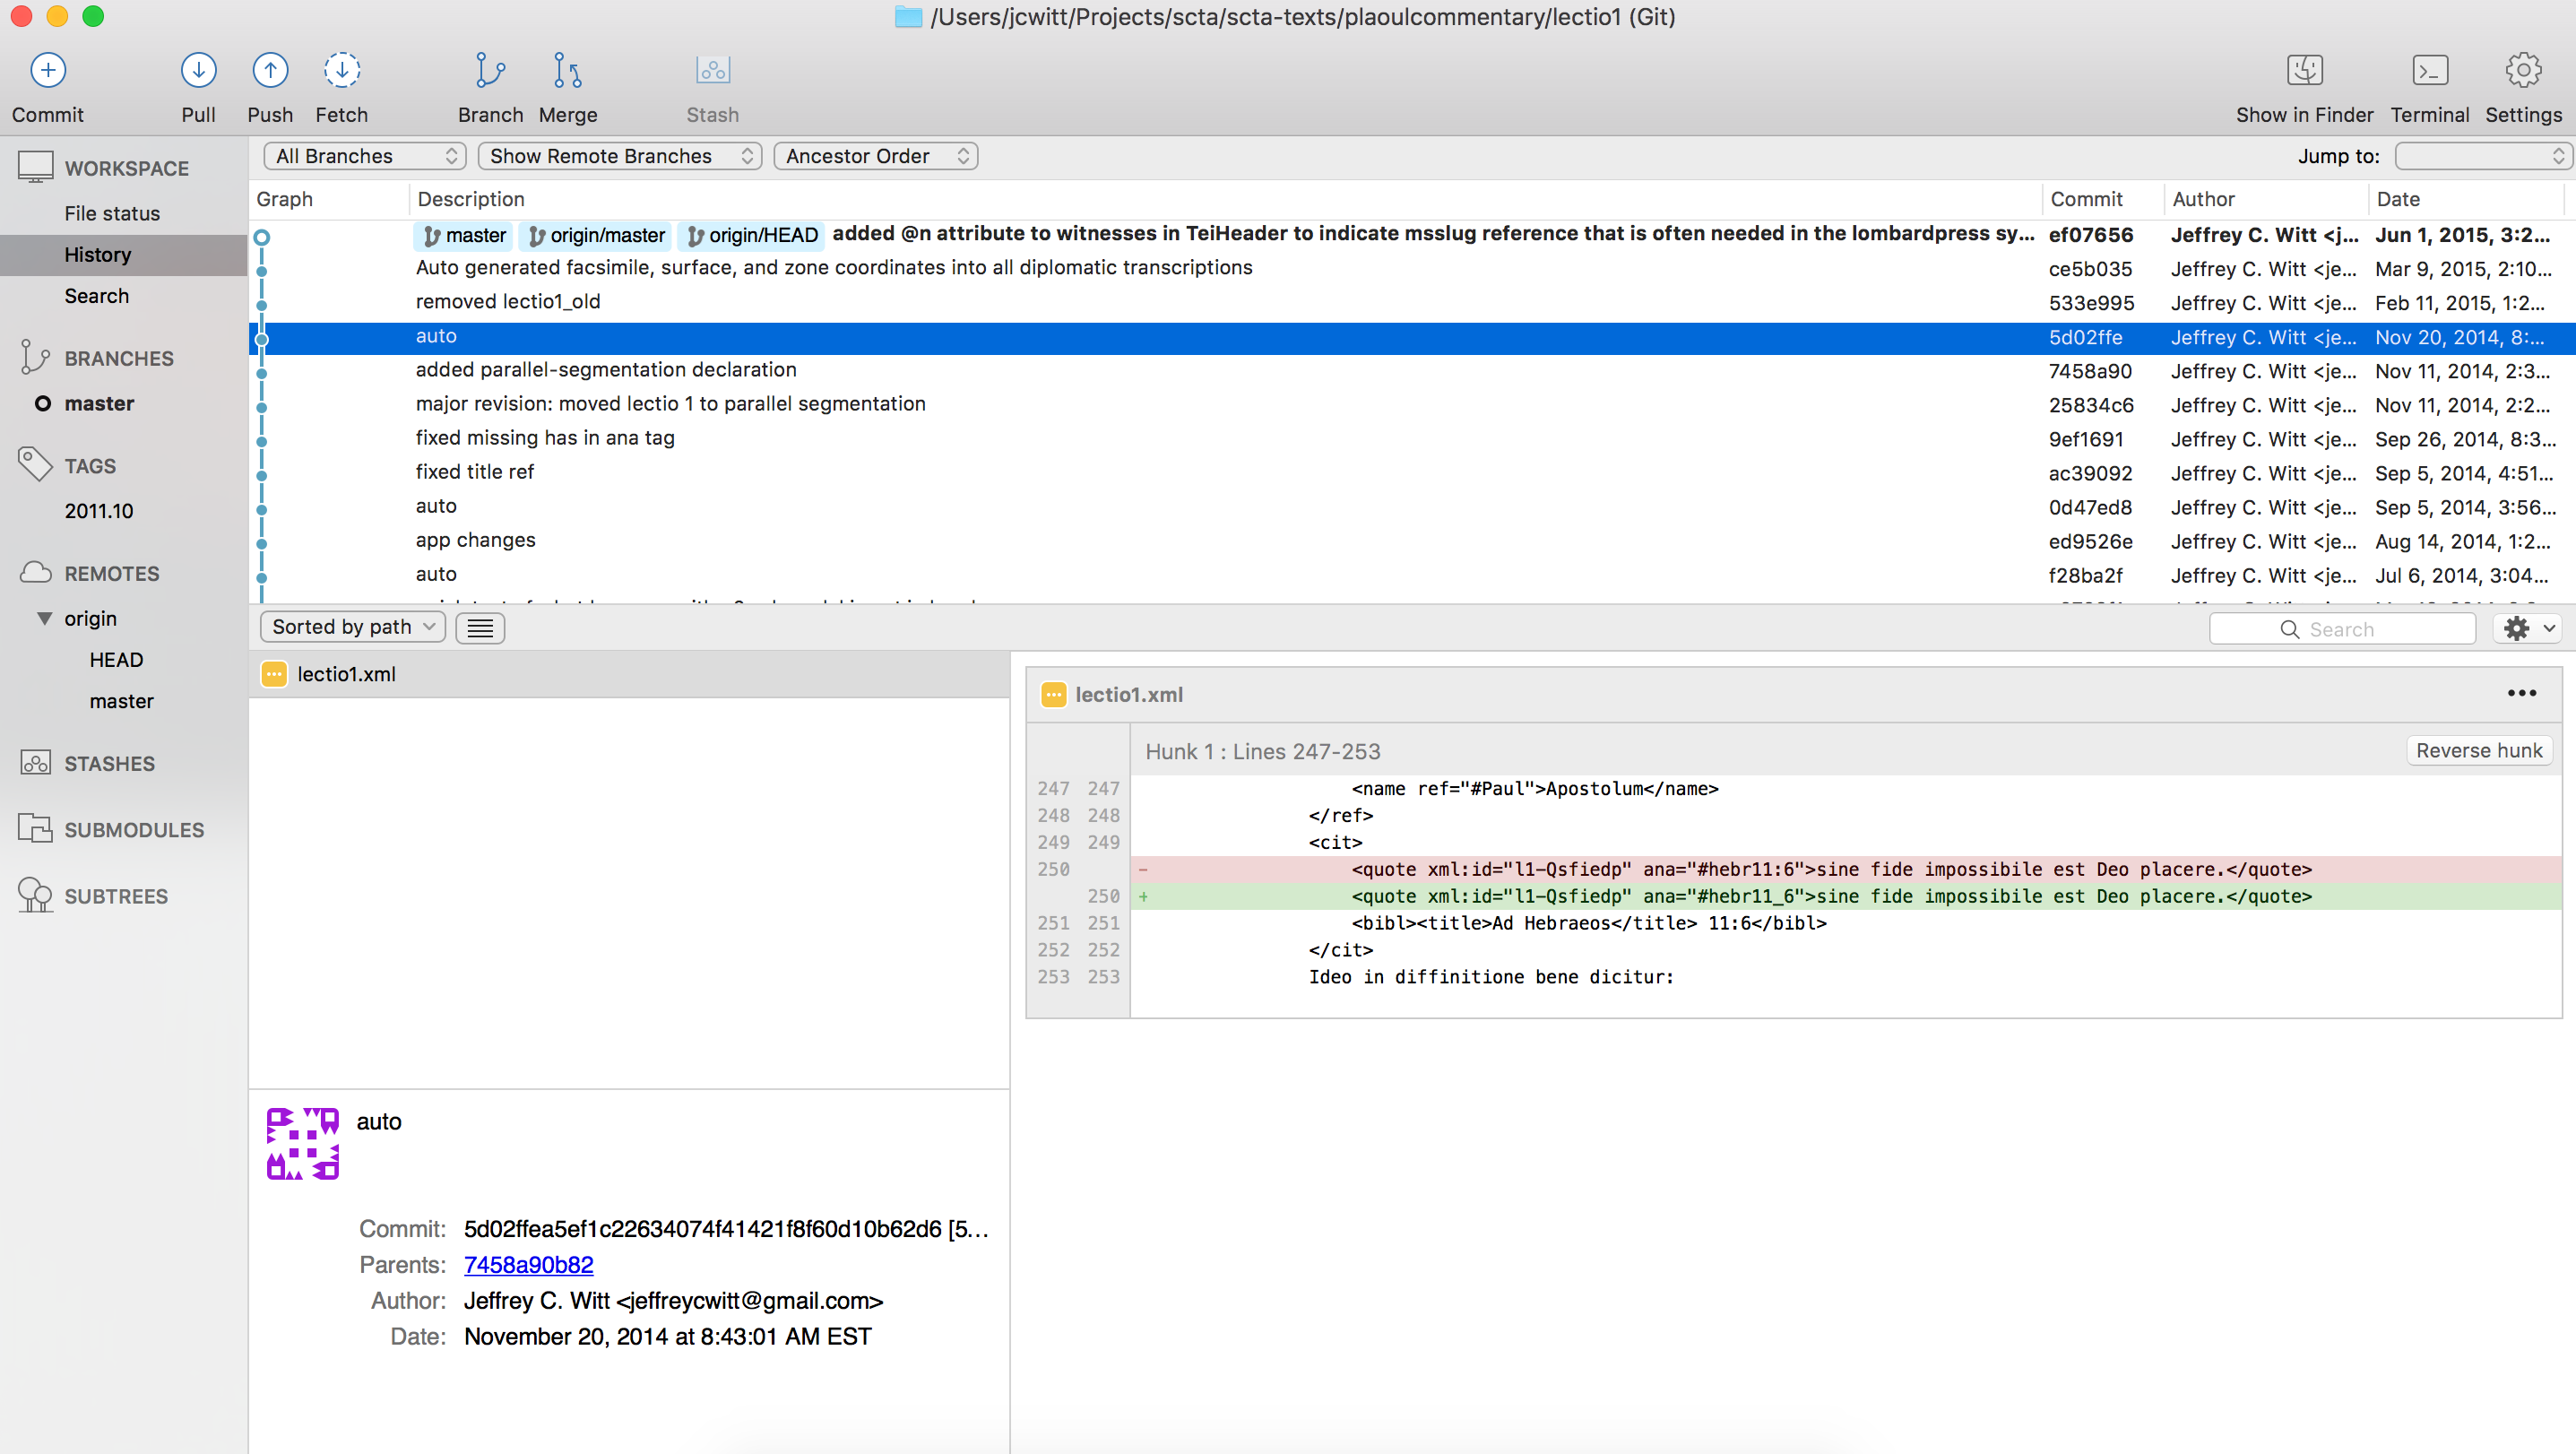 /Users/jcwitt/Projects/scta/scta-texts/plaoulcommentary/lectio1 (Git)
Commit Pull Push Fetch Branch Merge Stash Show in Finder Terminal Settings
WORKSPACE
File status
History
Search
BRANCHES
master
TAGS
2011.10
REMOTES
origin
HEAD
master
STASHES
SUBMODULES
SUBTREES
All Branches Show Remote Branches Ancestor Order Jump to:
Graph Description Commit Author Date
master origin/master origin/HEAD added @n attribute to witnesses in TeiHeader to indicate msslug reference that is often needed in the lombardpress sy... ef07656 Jeffrey C. Witt <j... Jun 1, 2015, 3:2...
Auto generated facsimile, surface, and zone coordinates into all diplomatic transcriptions ce5b035 Jeffrey C. Witt <je... Mar 9, 2015, 2:10...
removed lectio1_old 533e995 Jeffrey C. Witt <je... Feb 11, 2015, 1:2...
auto 5d02ffe Jeffrey C. Witt <je... Nov 20, 2014, 8:...
added parallel-segmentation declaration 7458a90 Jeffrey C. Witt <je... Nov 11, 2014, 2:3...
major revision: moved lectio 1 to parallel segmentation 25834c6 Jeffrey C. Witt <je... Nov 11, 2014, 2:2...
fixed missing has in ana tag 9ef1691 Jeffrey C. Witt <je... Sep 26, 2014, 8:3...
fixed title ref ac39092 Jeffrey C. Witt <je... Sep 5, 2014, 4:51...
auto 0d47ed8 Jeffrey C. Witt <je... Sep 5, 2014, 3:56...
app changes ed9526e Jeffrey C. Witt <je... Aug 14, 2014, 1:2...
auto f28ba2f Jeffrey C. Witt <je... Jul 6, 2014, 3:04...
Sorted by path Search
lectio1.xml
auto
Commit: 5d02ffea5ef1c22634074f41421f8f60d10b62d6 [5...
Parents: 7458a90b82
Author: Jeffrey C. Witt <jeffreycwitt@gmail.com>
Date: November 20, 2014 at 8:43:01 AM EST
lectio1.xml •••
Hunk 1 : Lines 247-253 Reverse hunk
247 247 <name ref="#Paul">Apostolum</name>
248 248 </ref>
249 249 <cit>
250 - <quote xml:id="l1-Qsfiedp" ana="#hebr11:6">sine fide impossibile est Deo placere.</quote>
250 + <quote xml:id="l1-Qsfiedp" ana="#hebr11_6">sine fide impossibile est Deo placere.</quote>
251 251 <bibl><title>Ad Hebraeos</title> 11:6</bibl>
252 252 </cit>
253 253 Ideo in diffinitione bene dicitur: